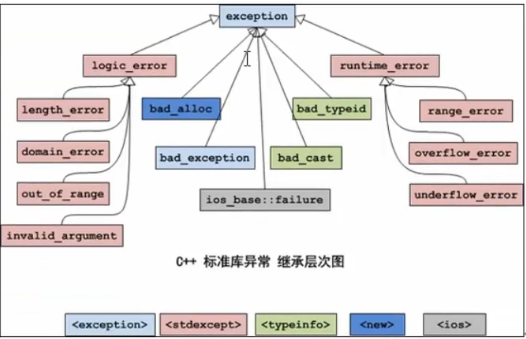 exception
logic_error
runtime_error
length_error
bad_alloc
bad_typeid
range_error
domain_error
bad_exception
bad_cast
overflow_error
out_of_range
ios_base::failure
underflow_error
invalid_argument
C++ 标准库异常 继承层次图
<exception> <stdexcept> <typeinfo> <new> <ios>